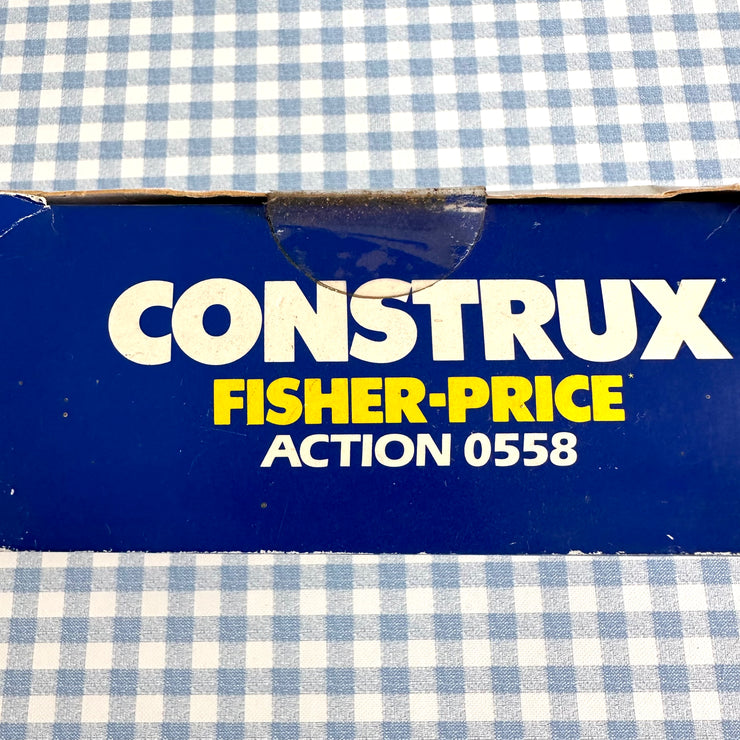 CONSTRUX*
FISHER-PRICE*
ACTION 0558